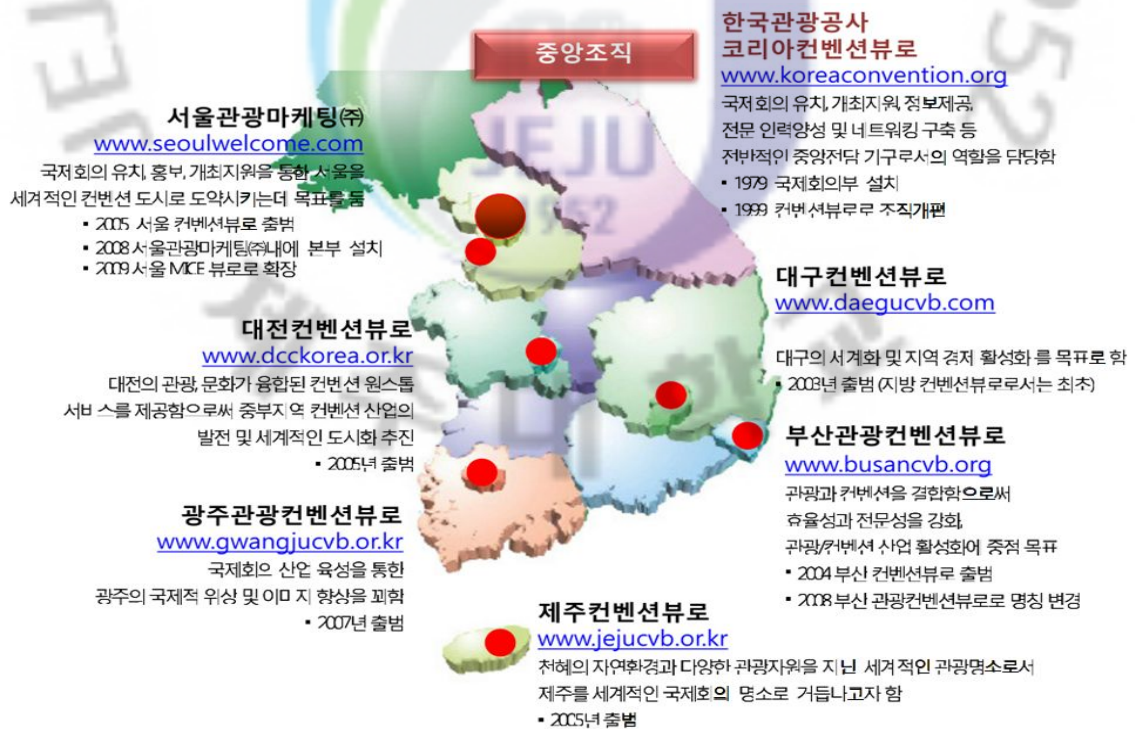 중앙조직
한국관광공사
코리아컨벤션뷰로
www.koreaconvention.org
국제회의 유치, 개최지원, 정보제공,
전문 인력양성 및 네트워킹 구축 등
전반적인 중앙전담 기구로서의 역할을 담당함
▪ 1979 국제회의부 설치
▪ 1999 컨벤션뷰로로 조직개편
서울관광마케팅㈜
www.seoulwelcome.com
국제회의 유치, 홍보, 개최지원을 통한 서울을
세계적인 컨벤션 도시로 도약시키는데 목표를 둠
▪ 2005 서울 컨벤션뷰로 출범
▪ 2008 서울관광마케팅㈜내에 본부 설치
▪ 2009 서울 MICE 뷰로로 확장
대구컨벤션뷰로
www.daegucvb.com
대구의 세계화 및 지역 경제 활성화를 목표로 함
▪ 2003년 출범 (지방 컨벤션뷰로로서는 최초)
대전컨벤션뷰로
www.dcckorea.or.kr
대전의 관광, 문화가 융합된 컨벤션 원스톱
서비스를 제공함으로써 중부지역 컨벤션 산업의
발전 및 세계적인 도시화 추진
▪ 2005년 출범
부산관광컨벤션뷰로
www.busancvb.org
관광과 컨벤션을 결합함으로써
효율성과 전문성을 강화,
관광/컨벤션 산업 활성화에 중점 목표
▪ 2004 부산 컨벤션뷰로 출범
▪ 2008 부산 관광컨벤션뷰로로 명칭 변경
광주관광컨벤션뷰로
www.gwangjucvb.or.kr
국제회의 산업 육성을 통한
광주의 국제적 위상 및 이미지 향상을 꾀함
▪ 2007년 출범
제주컨벤션뷰로
www.jejucvb.or.kr
천혜의 자연환경과 다양한 관광자원을 지닌 세계적인 관광명소로서
제주를 세계적인 국제회의 명소로 거듭나고자 함
▪ 2005년 출범
JEJU
1952
제주대학교